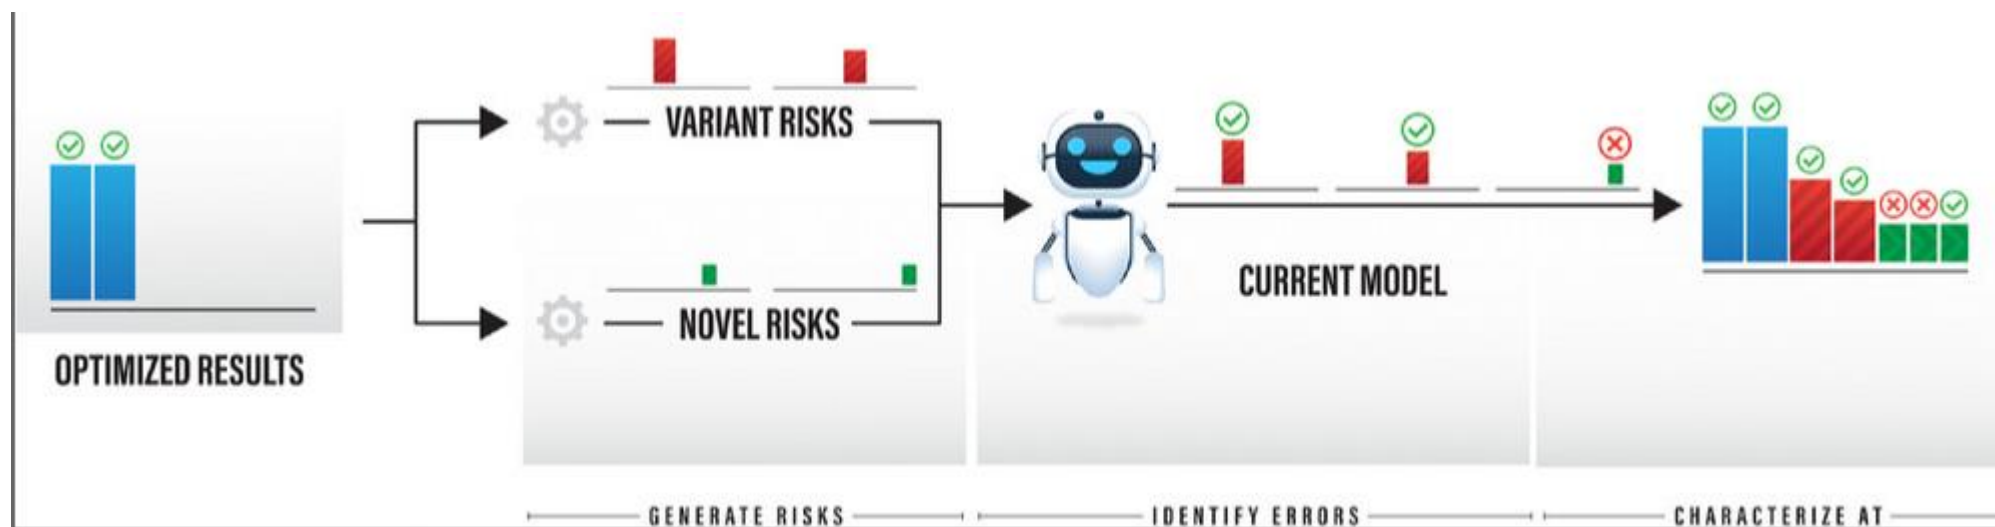 VARIANT RISKS
NOVEL RISKS
OPTIMIZED RESULTS
CURRENT MODEL
GENERATE RISKS
IDENTIFY ERRORS
CHARACTERIZE AT